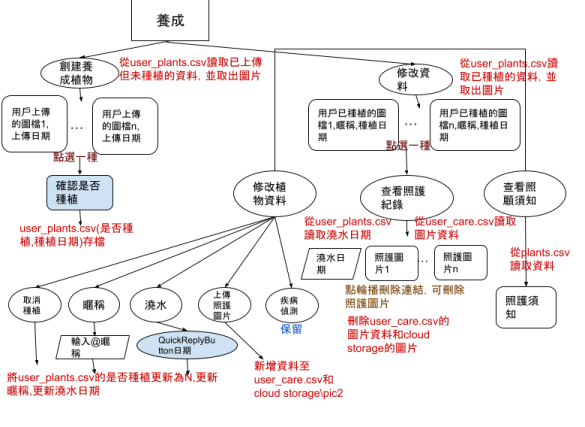 養成
創建養
成植物
從user_plants.csv讀取已上傳
但未種植的資料, 並取出圖片
修改資
料
從user_plants.csv讀
取已種植的資料, 並
取出圖片
用戶上傳
的圖檔1,
上傳日期
...
用戶上傳
的圖檔n,
上傳日期
用戶已種植的圖
檔1,暱稱,種植日
期
...
用戶已種植的圖
檔n,暱稱,種植日
期
點選一種
點選一種
確認是否
種植
修改植
物資料
查看照護
紀錄
查看照
顧須知
user_plants.csv(是否種
植,種植日期)存檔
從user_plants.csv
讀取澆水日期
從user_care.csv讀取
圖片資料
從plants.csv
讀取資料
澆水日
期
照護圖
片1
...
照護圖
片n
點輪播刪除連結, 可刪除
照護圖片
照護須
知
取消
種植
暱稱
澆水
上傳
照護
圖片
疾病
偵測
保留
刪除user_care.csv的
圖片資料和cloud
storage的圖片
輸入@暱
稱
QuickReplyBu
tton日期
新增資料至
user_care.csv和
cloud storage\pic2
將user_plants.csv的是否種植更新為N,更新
暱稱,更新澆水日期